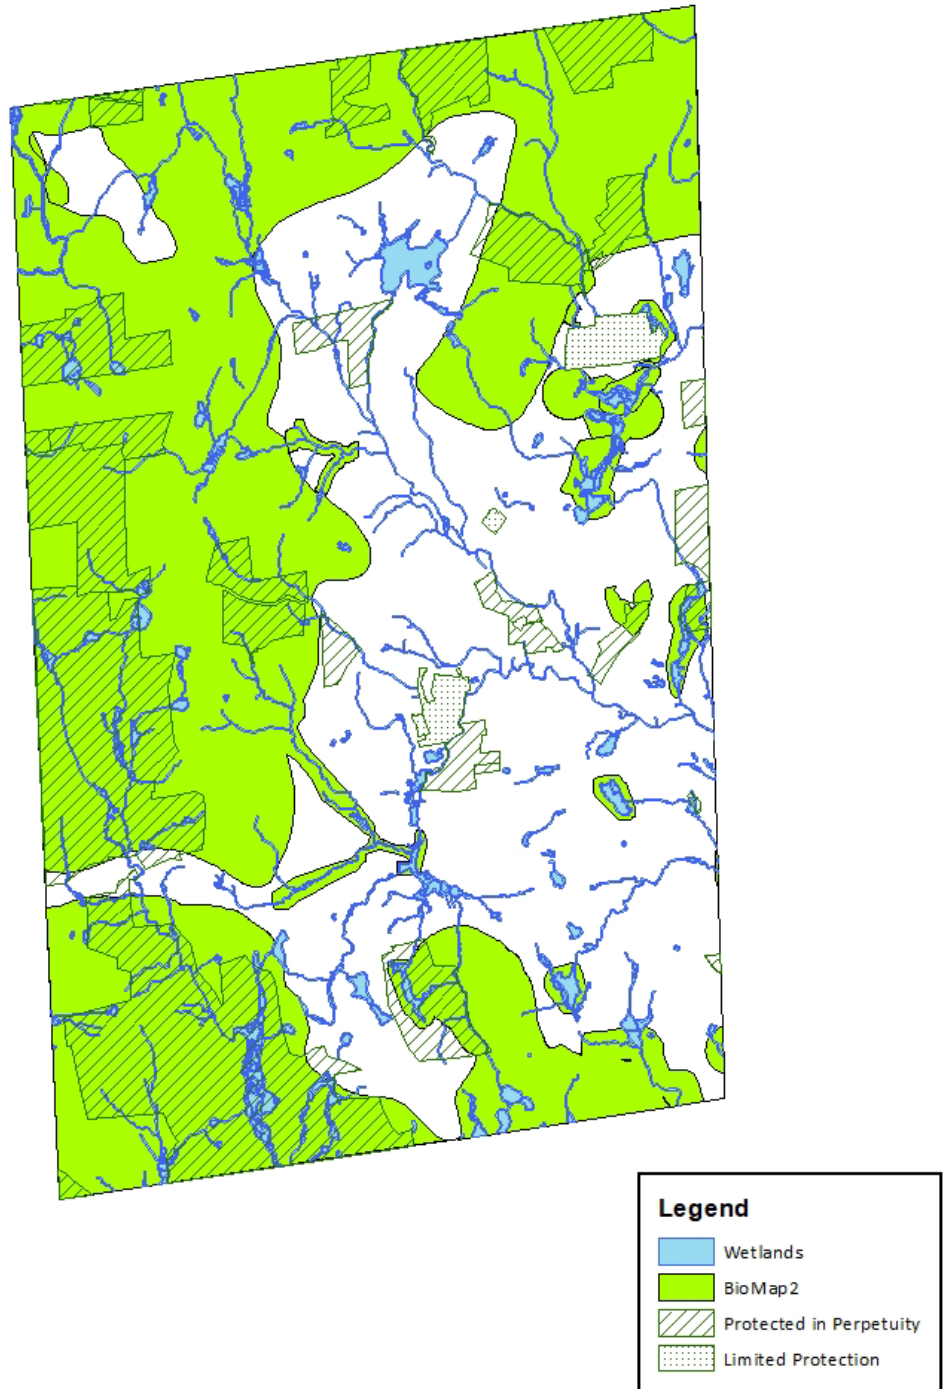 Legend
Wetlands
BioMap2
Protected in Perpetuity
Limited Protection